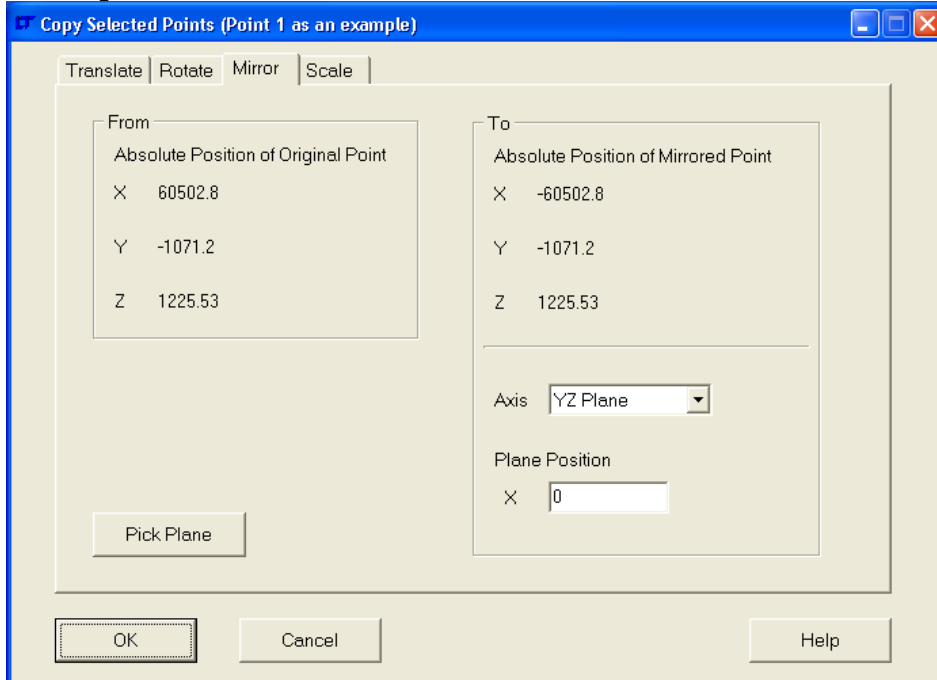 Copy Selected Points (Point 1 as an example)
Translate Rotate Mirror Scale
From
Absolute Position of Original Point
X 60502.8
Y -1071.2
Z 1225.53
To
Absolute Position of Mirrored Point
X -60502.8
Y -1071.2
Z 1225.53
Axis YZ Plane
Plane Position
X 0
Pick Plane
OK Cancel Help